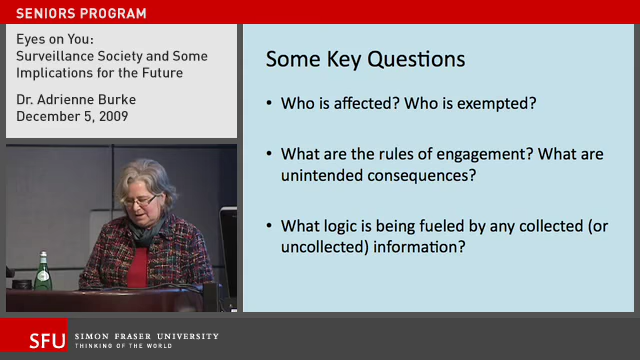 SENIORS PROGRAM
Eyes on You:
Surveillance Society and Some
Implications for the Future
Dr. Adrienne Burke
December 5, 2009
Some Key Questions
• Who is affected? Who is exempted?
• What are the rules of engagement? What are
unintended consequences?
• What logic is being fueled by any collected (or
uncollected) information?
SFU SIMON FRASER UNIVERSITY
THINKING OF THE WORLD